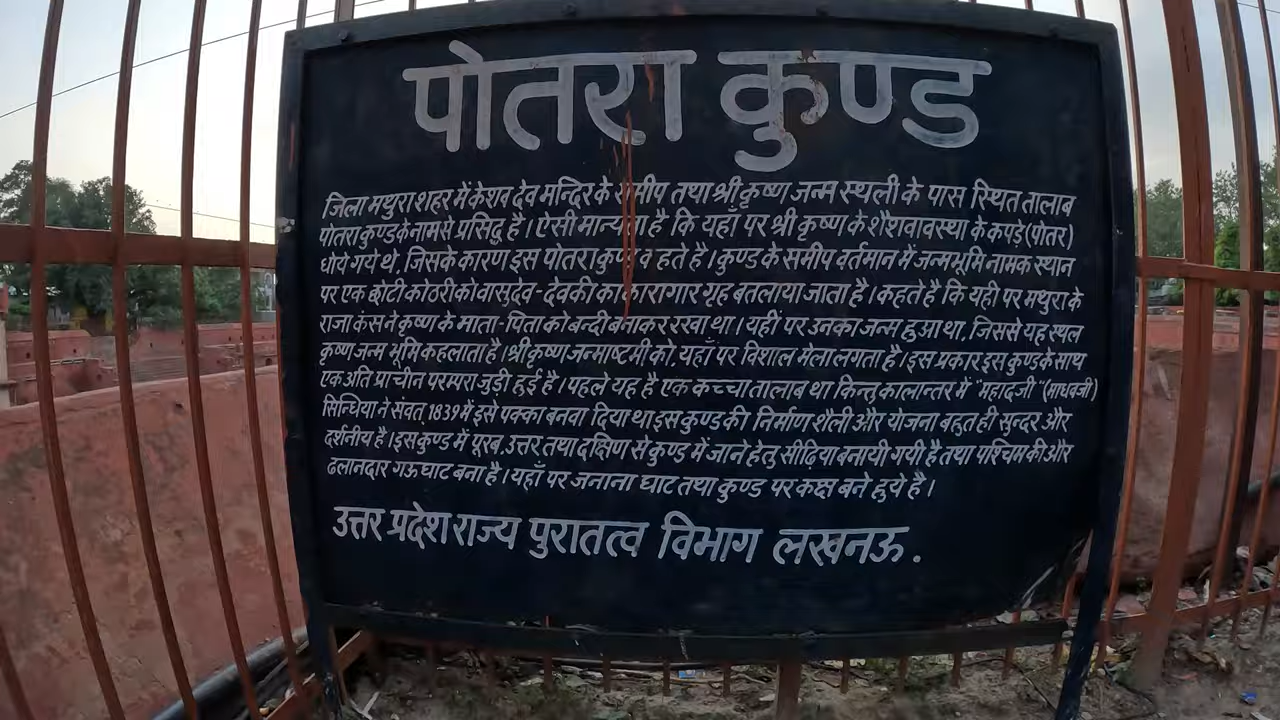 पोतरा कुण्ड
जिला मथुरा शहर में केशव देव मन्दिर के समीप तथा श्री कृष्ण जन्म स्थली के पास स्थित तालाब
पोतरा कुण्ड के नाम से प्रसिद्ध है। ऐसी मान्यता है कि यहाँ पर श्री कृष्ण के शैशवावस्था के कपड़े (पोतर)
धोये गये थे, जिसके कारण इस पोतरा कुण्ड हते है। कुण्ड के समीप वर्तमान में जन्मभूमि नामक स्थान
पर एक छोटी कोठरी को वासुदेव-देवकी का कारागार गृह बतलाया जाता है। कहते है कि यही पर मथुरा के
राजा कंस ने कृष्ण के माता-पिता को बन्दी बनाकर रखा था। यहीं पर उनका जन्म हुआ था, जिससे यह स्थल
कृष्ण जन्म भूमि कहलाता है। श्री कृष्ण जन्माष्टमी को, यहाँ पर विशाल मेला लगता है। इस प्रकार इस कुण्ड के साथ
एक अति प्राचीन परम्परा जुड़ी हुई है। पहले यह है एक कच्चा तालाब था किन्तु कालान्तर में "महादजी "(माधवजी)
सिन्धिया ने संवत् 1839 में इसे पक्का बनवा दिया था इस कुण्ड की निर्माण शैली और योजना बहुत ही सुन्दर और
दर्शनीय है। इस कुण्ड में पूरब, उत्तर तथा दक्षिण से कुण्ड में जाने हेतु सीढ़िया बनायी गयी है तथा पश्चिम की और
ढलानदार गऊ घाट बना है। यहाँ पर जनाना घाट तथा कुण्ड पर कक्ष बने हुये है।
उत्तर प्रदेश राज्य पुरातत्व विभाग लखनऊ.